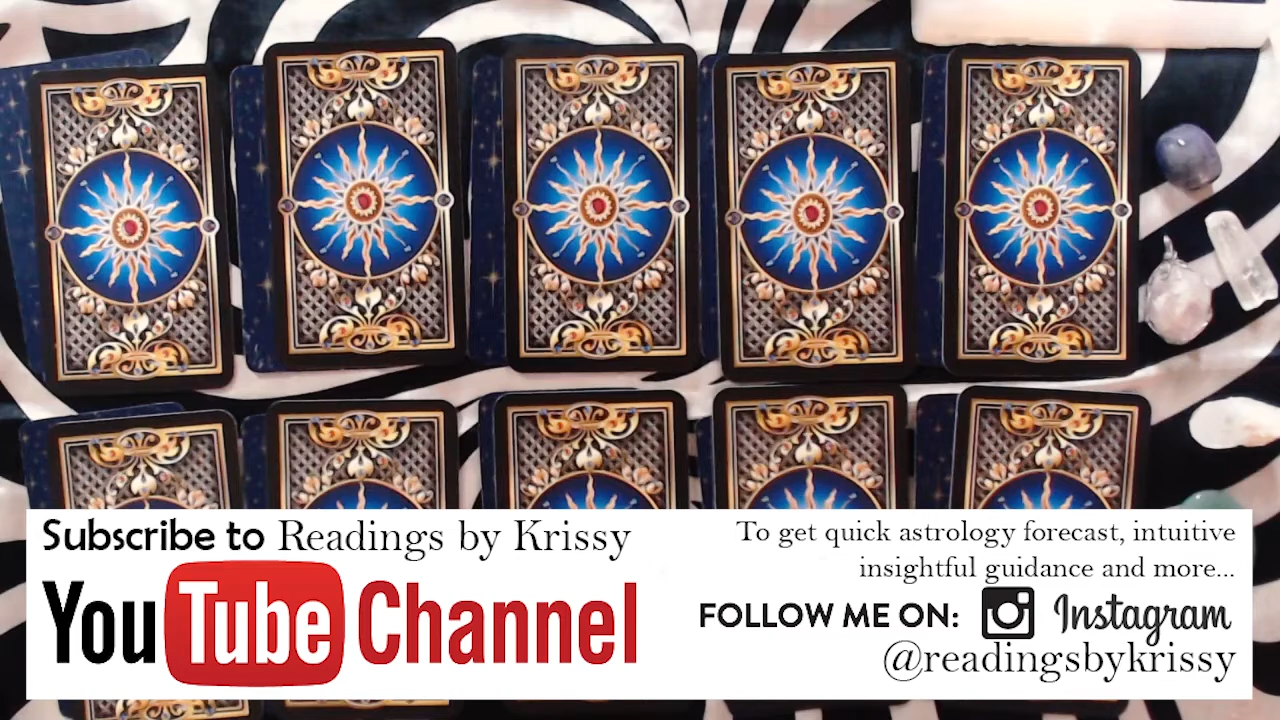 Subscribe to Readings by Krissy
YouTube Channel
To get quick astrology forecast, intuitive
insightful guidance and more...
FOLLOW ME ON: Instagram
@readingsbykrissy